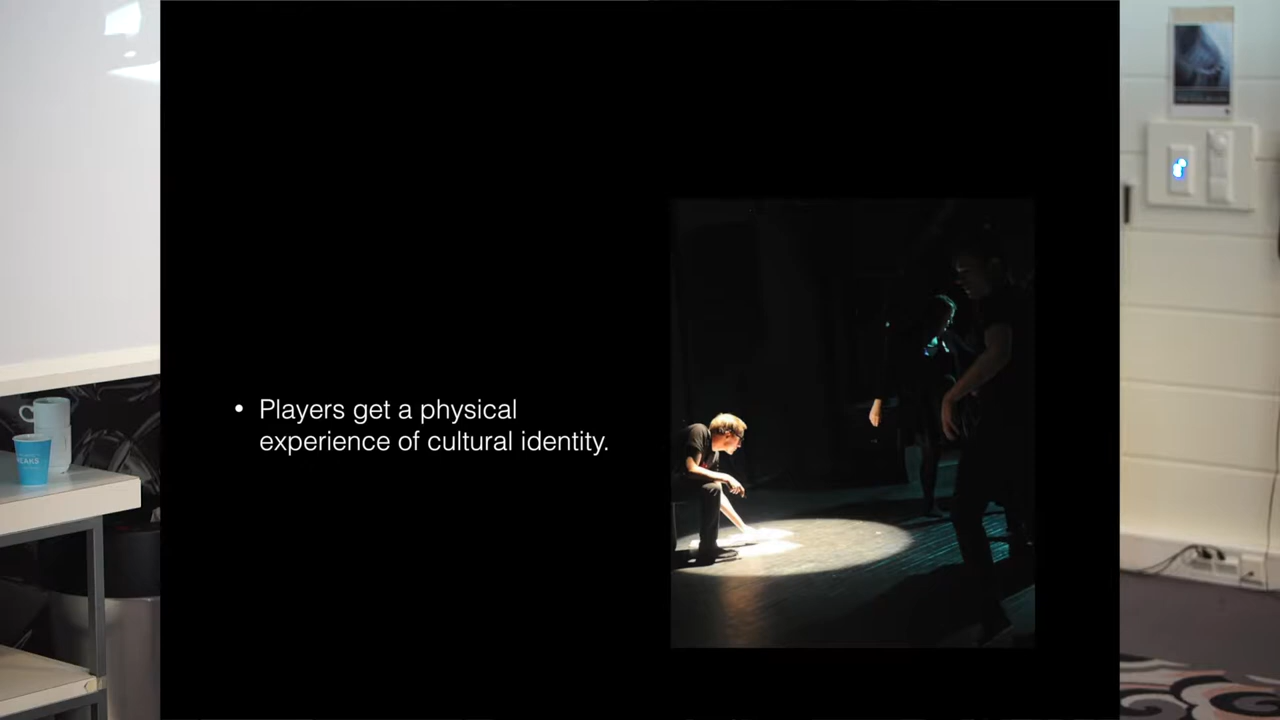 • Players get a physical
experience of cultural identity.